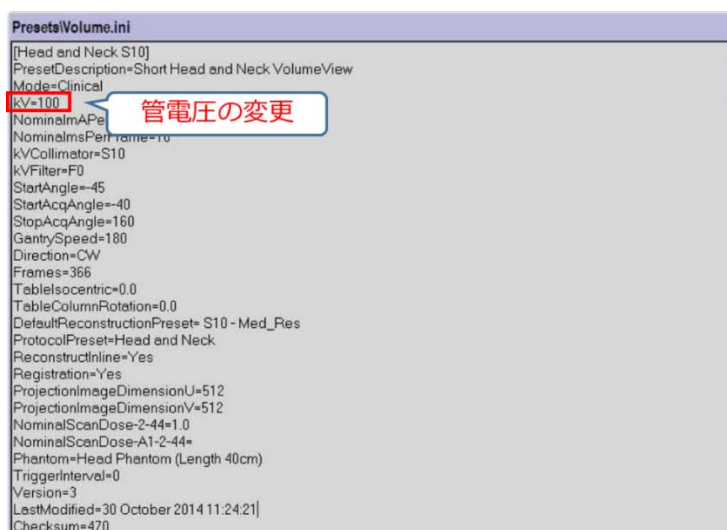 Presets\Volume.ini
[Head and Neck S10]
PresetDescription=Short Head and Neck VolumeView
Mode=Clinical
kV=100
管電圧の変更
NominalmAPe
NominalmsPerFrame=10
kVCollimator=S10
kVFilter=F0
StartAngle=-45
StartAcqAngle=-40
StopAcqAngle=160
GantrySpeed=180
Direction=CW
Frames=366
TableIsocentric=0.0
TableColumnRotation=0.0
DefaultReconstructionPreset= S10 - Med_Res
ProtocolPreset=Head and Neck
ReconstructInline=Yes
Registration=Yes
ProjectionImageDimensionU=512
ProjectionImageDimensionV=512
NominalScanDose-2-44=1.0
NominalScanDose-A1-2-44=
Phantom=Head Phantom (Length 40cm)
TriggerInterval=0
Version=3
LastModified=30 October 2014 11:24:21
Checksum=470